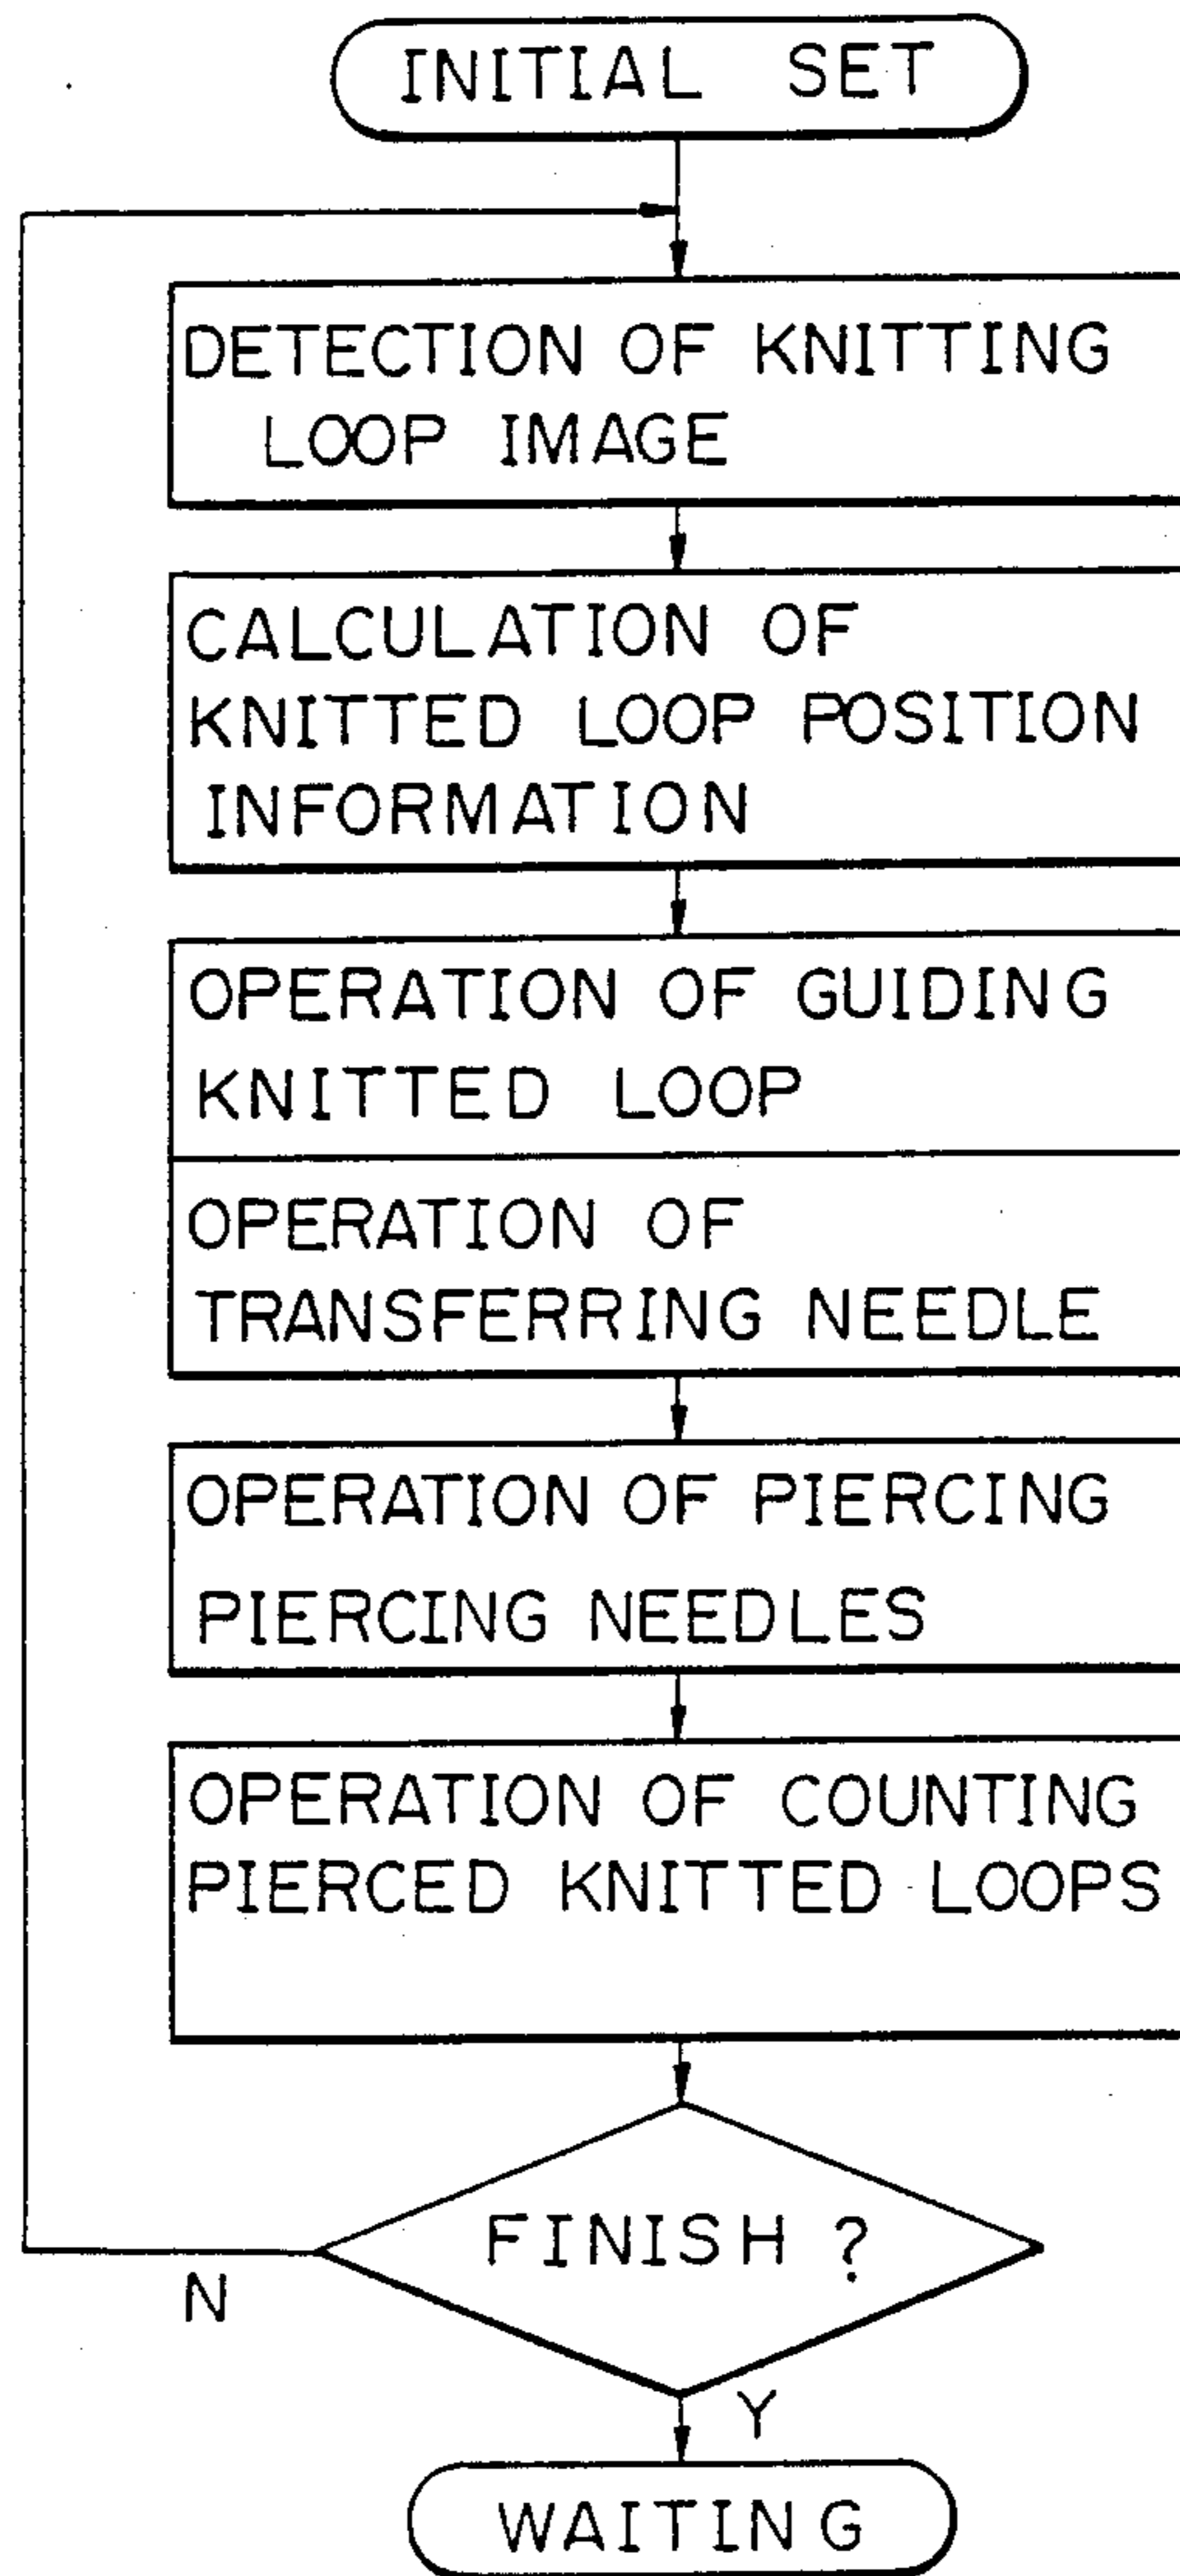 INITIAL SET
DETECTION OF KNITTING
LOOP IMAGE
CALCULATION OF
KNITTED LOOP POSITION
INFORMATION
OPERATION OF GUIDING
KNITTED LOOP
OPERATION OF
TRANSFERRING NEEDLE
OPERATION OF PIERCING
PIERCING NEEDLES
OPERATION OF COUNTING
PIERCED KNITTED LOOPS
FINISH ?
N
Y
WAITING